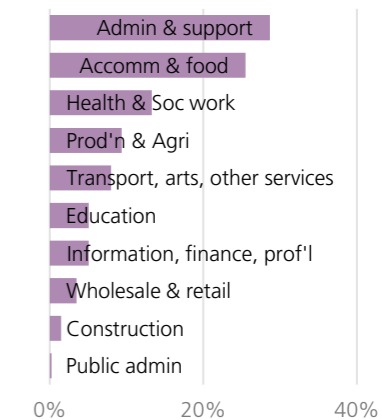 Admin & support
Accomm & food
Health & Soc work
Prod'n & Agri
Transport, arts, other services
Education
Information, finance, prof'l
Wholesale & retail
Construction
Public admin
0% 20% 40%